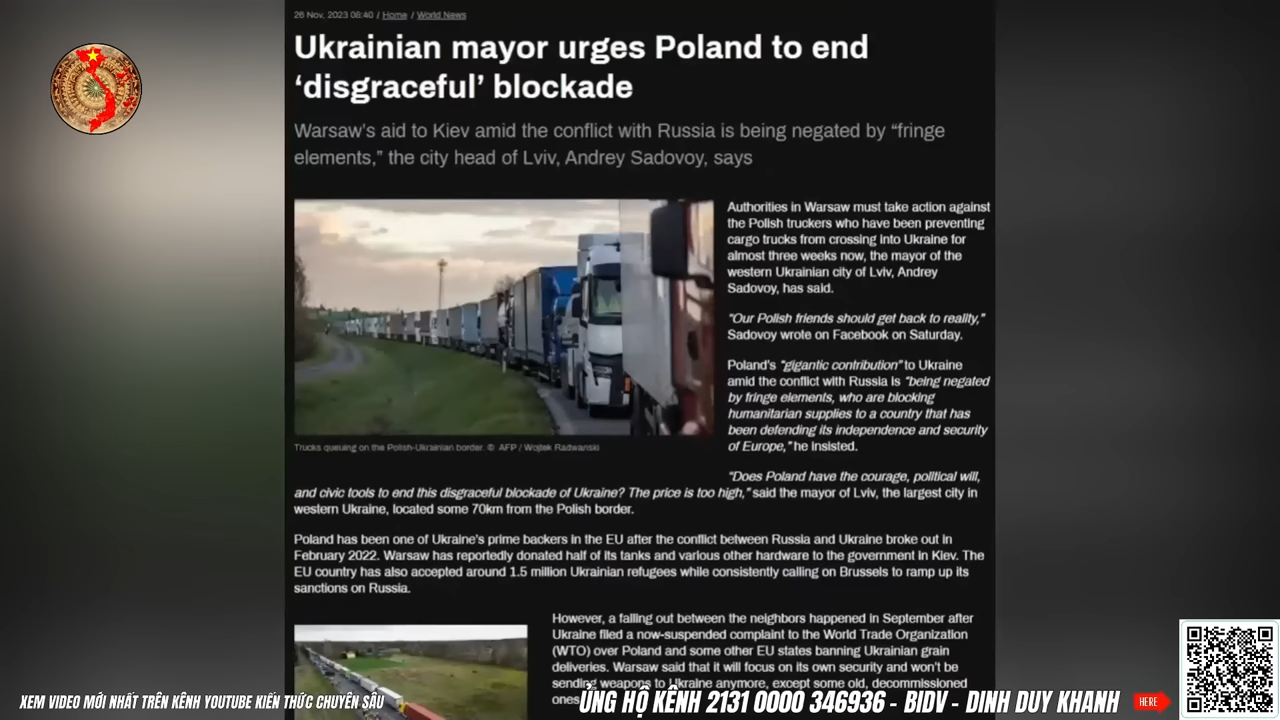 26 Nov, 2023 08:40 / Home / World News
Ukrainian mayor urges Poland to end
‘disgraceful’ blockade
Warsaw's aid to Kiev amid the conflict with Russia is being negated by “fringe
elements,” the city head of Lviv, Andrey Sadovoy, says
Authorities in Warsaw must take action against
the Polish truckers who have been preventing
cargo trucks from crossing into Ukraine for
almost three weeks now, the mayor of the
western Ukrainian city of Lviv, Andrey
Sadovoy, has said.
“Our Polish friends should get back to reality,”
Sadovoy wrote on Facebook on Saturday.
Poland's “gigantic contribution” to Ukraine
amid the conflict with Russia is “being negated
by fringe elements, who are blocking
humanitarian supplies to a country that has
been defending its independence and security
of Europe,” he insisted.
Trucks queuing on the Polish-Ukrainian border. © AFP / Wojtek Radwanski
“Does Poland have the courage, political will,
and civic tools to end this disgraceful blockade of Ukraine? The price is too high,” said the mayor of Lviv, the largest city in
western Ukraine, located some 70km from the Polish border.
Poland has been one of Ukraine's prime backers in the EU after the conflict between Russia and Ukraine broke out in
February 2022. Warsaw has reportedly donated half of its tanks and various other hardware to the government in Kiev. The
EU country has also accepted around 1.5 million Ukrainian refugees while consistently calling on Brussels to ramp up its
sanctions on Russia.
However, a falling out between the neighbors happened in September after
Ukraine filed a now-suspended complaint to the World Trade Organization
(WTO) over Poland and some other EU states banning Ukrainian grain
deliveries. Warsaw said that it will focus on its own security and won't be
sending weapons to Ukraine anymore, except some old, decommissioned
ones
XEM VIDEO MỚI NHẤT TRÊN KÊNH YOUTUBE KIẾN THỨC CHUYÊN SÂU
ỦNG HỘ KÊNH 2131 0000 346936 - BIDV - DINH DUY KHANH
HERE